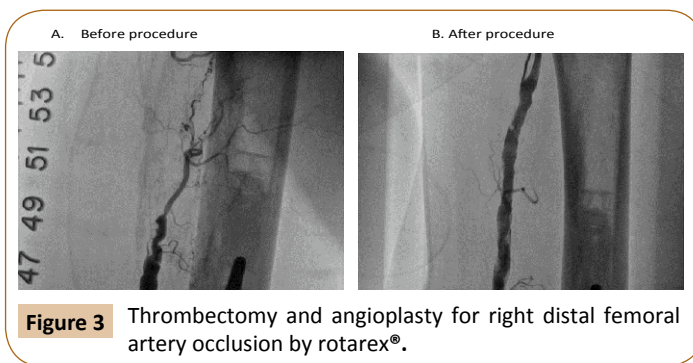 A. Before procedure
B. After procedure
5
53
51
49
47
Figure 3 Thrombectomy and angioplasty for right distal femoral
artery occlusion by rotarex®.